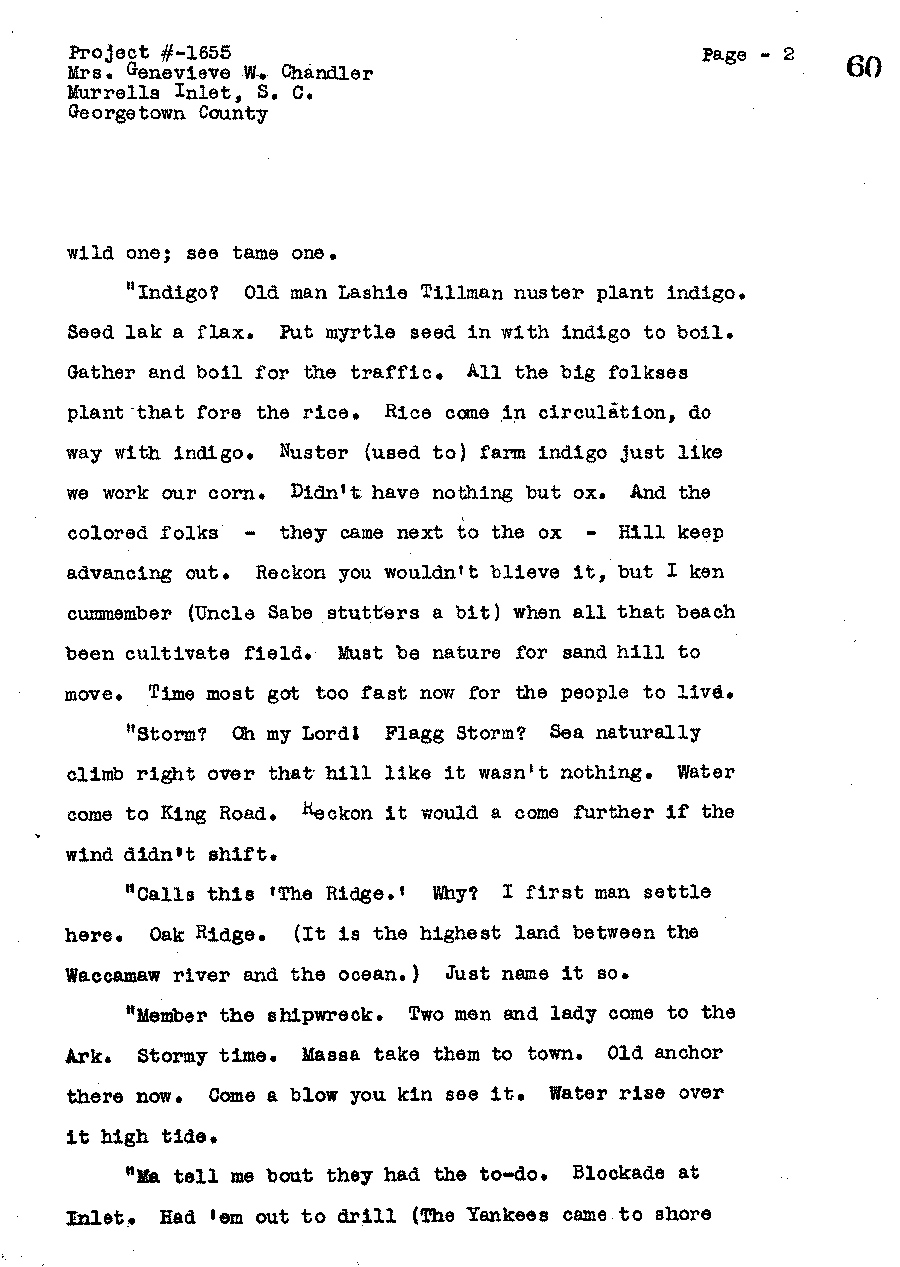 Project #-1655
Mrs. Genevieve W. Chandler
Murrells Inlet, S. C.
Georgetown County
Page - 2
60
wild one; see tame one.
"Indigo? Old man Lashie Tillman nuster plant indigo.
Seed lak a flax. Put myrtle seed in with indigo to boil.
Gather and boil for the traffic. All the big folkses
plant that fore the rice. Rice come in circulation, do
way with indigo. Nuster (used to) farm indigo just like
we work our corn. Didn't have nothing but ox. And the
colored folks - they came next to the ox - Hill keep
advancing out. Reckon you wouldn't blieve it, but I ken
cummember (Uncle Sabe stutters a bit) when all that beach
been cultivate field. Must be nature for sand hill to
move. Time most got too fast now for the people to live.
"Storm? Oh my Lord! Flagg Storm? Sea naturally
climb right over that hill like it wasn't nothing. Water
come to King Road. Reckon it would a come further if the
wind didn't shift.
"Calls this 'The Ridge.' Why? I first man settle
here. Oak Ridge. (It is the highest land between the
Waccamaw river and the ocean.) Just name it so.
"Member the shipwreck. Two men and lady come to the
Ark. Stormy time. Massa take them to town. Old anchor
there now. Come a blow you kin see it. Water rise over
it high tide.
"Ma tell me bout they had the to-do. Blockade at
Inlet. Had 'em out to drill (The Yankees came to shore